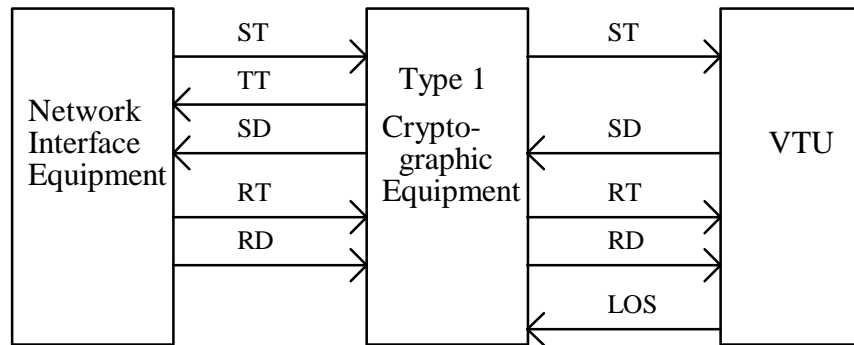 ST
TT
SD
RT
RD
Network
Interface
Equipment
Type 1
Crypto-
graphic
Equipment
ST
SD
RT
RD
LOS
VTU